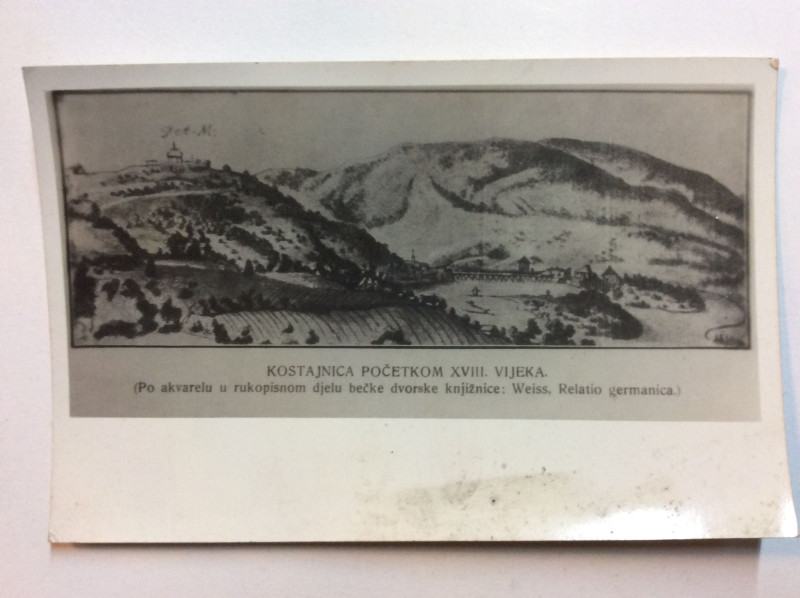 KOSTAJNICA POČETKOM XVIII. VIJEKA.
(Po akvarelu u rukopisnom djelu bečke dvorske knjižnice: Weiss, Relatio germanica.)